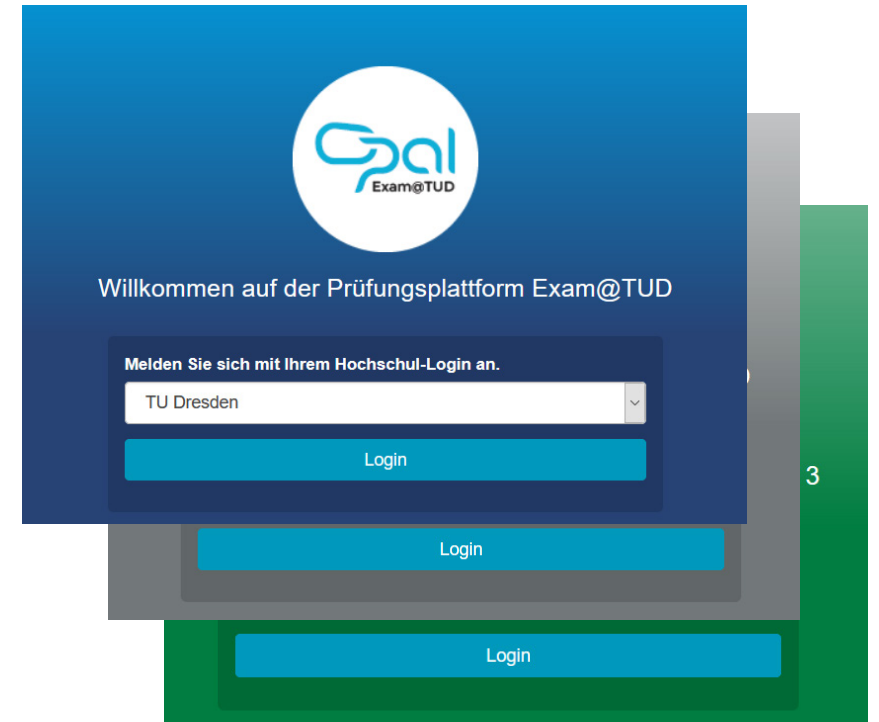 Opal
Exam@TUD
Willkommen auf der Prüfungsplattform Exam@TUD
Melden Sie sich mit Ihrem Hochschul-Login an.
TU Dresden
Login
3
Login
Login